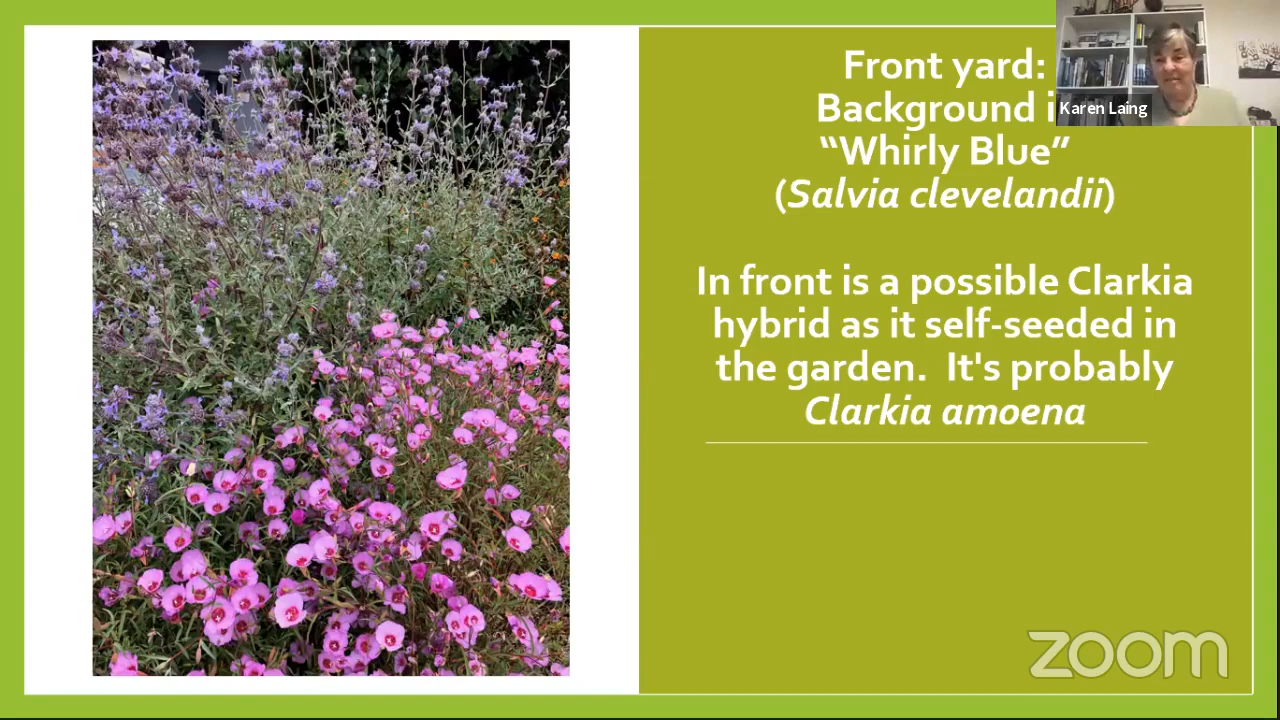 Front yard:
Background i
“Whirly Blue”
(Salvia clevelandii)
In front is a possible Clarkia
hybrid as it self-seeded in
the garden. It's probably
Clarkia amoena
Karen Laing
zoom